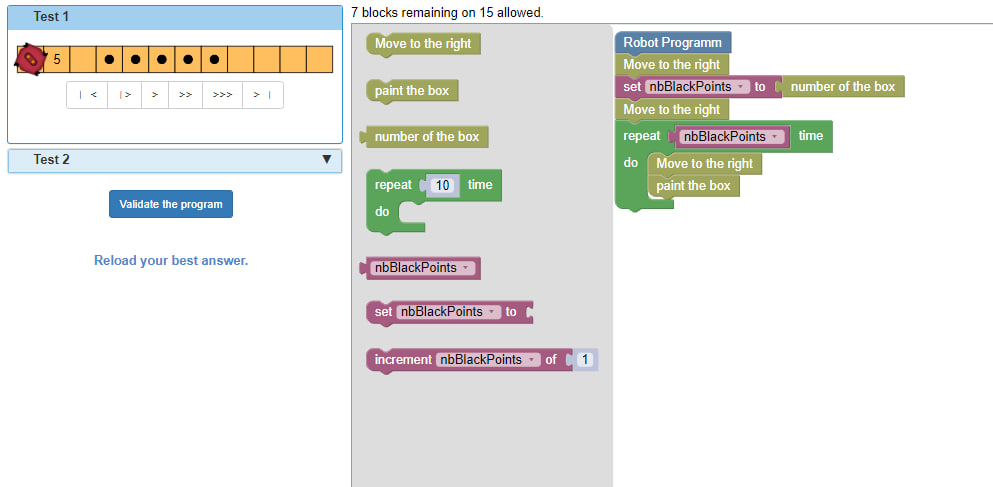 Test 1
5
| < |> > >> >>> > |
Test 2 ▼
Validate the program
Reload your best answer.
7 blocks remaining on 15 allowed.
Move to the right
paint the box
number of the box
repeat 10 time
do
nbBlackPoints
set nbBlackPoints to
increment nbBlackPoints of 1
Robot Programm
Move to the right
set nbBlackPoints to number of the box
Move to the right
repeat nbBlackPoints time
do Move to the right
paint the box